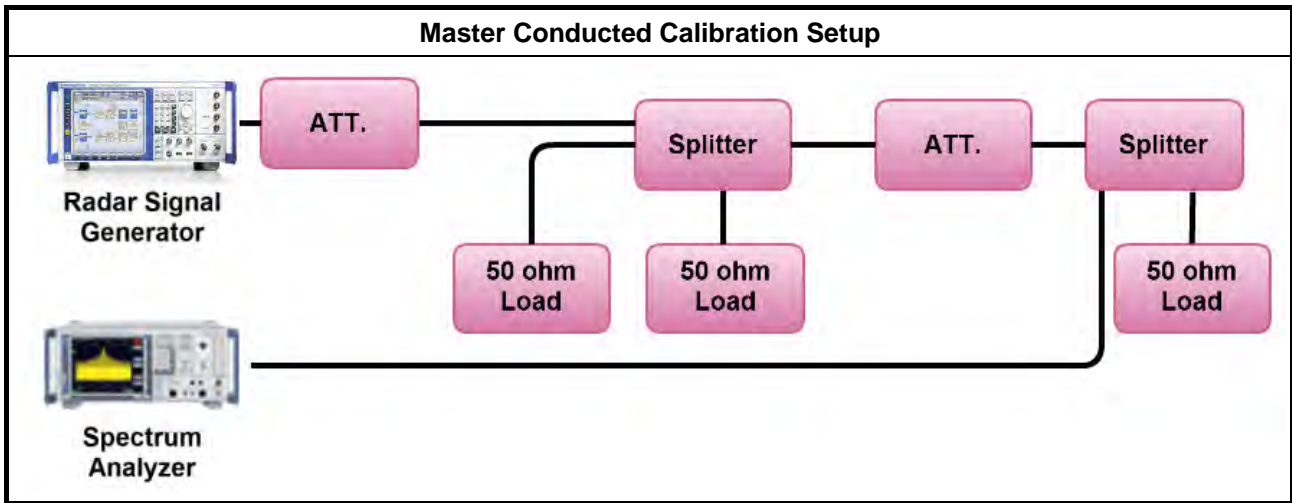 Master Conducted Calibration Setup
ATT.
Splitter
ATT.
Splitter
Radar Signal
Generator
50 ohm
Load
50 ohm
Load
50 ohm
Load
Spectrum
Analyzer